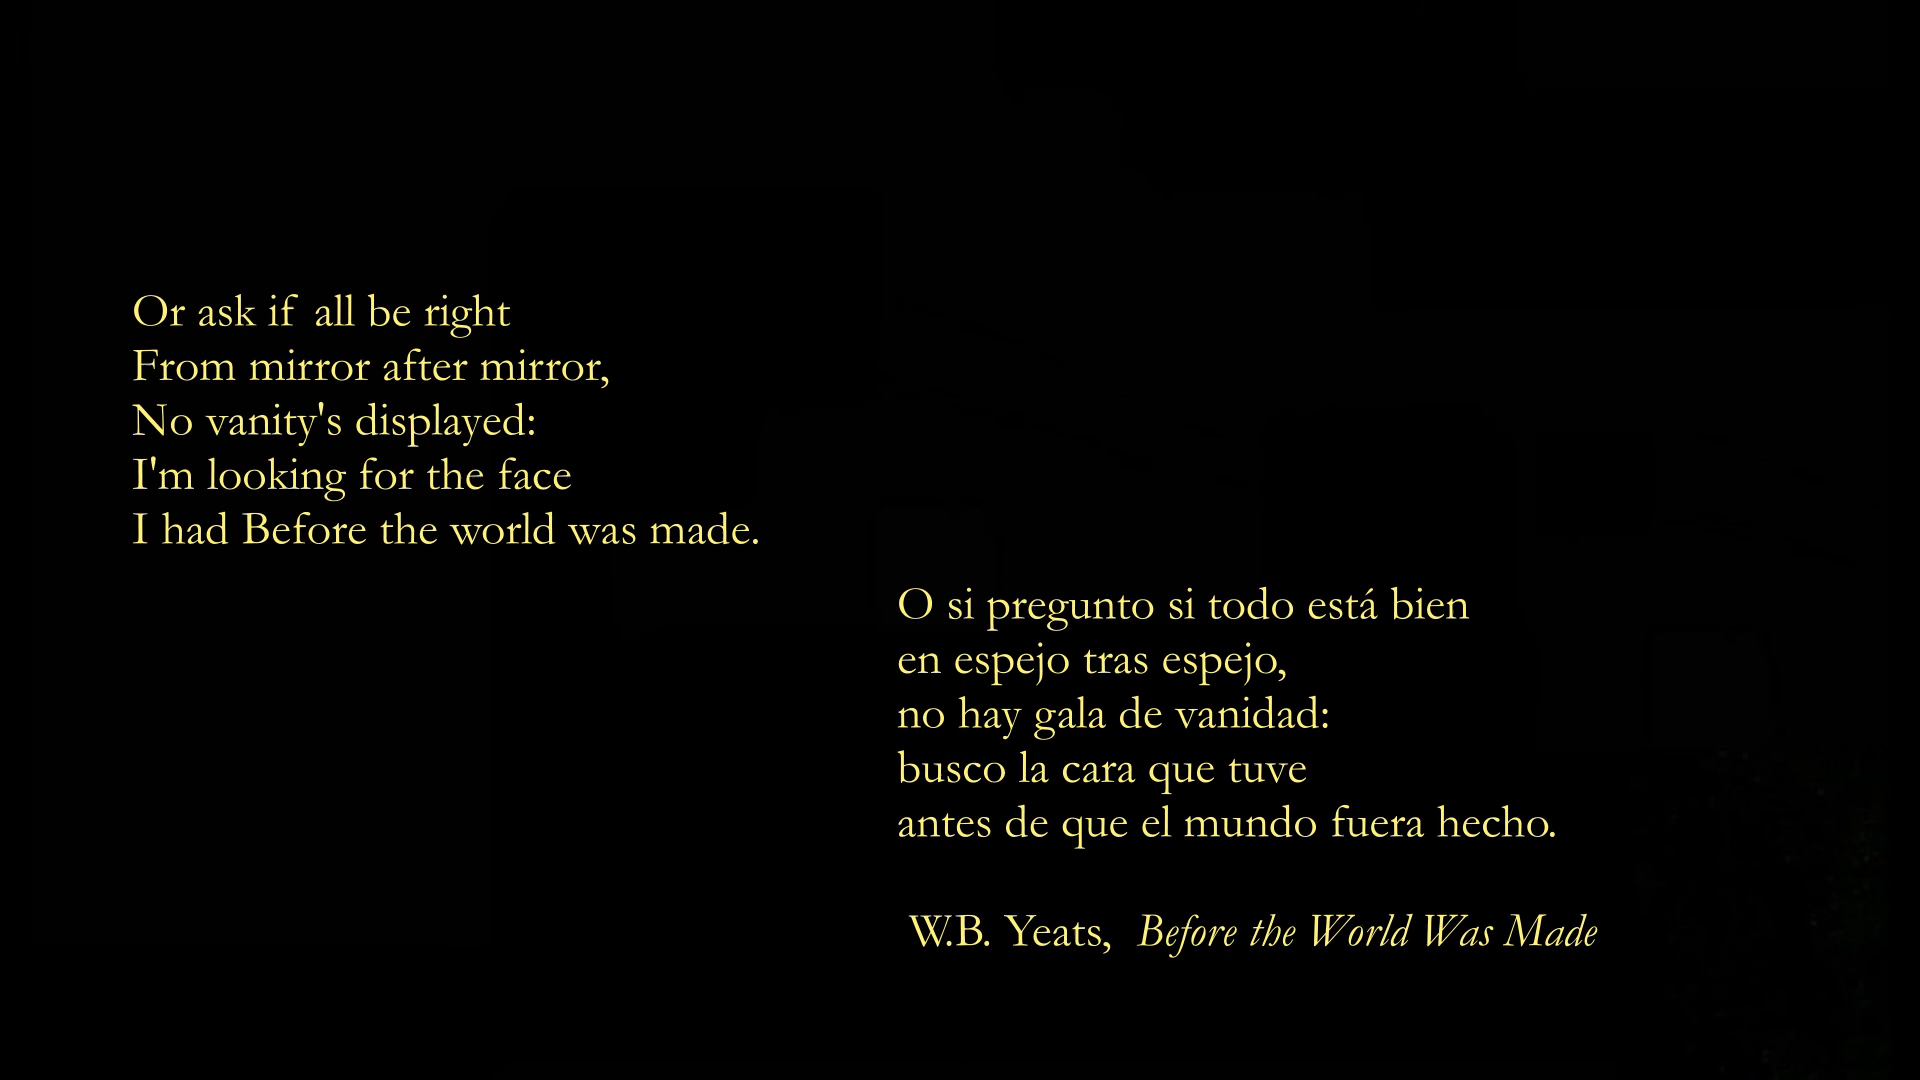 Or ask if all be right
From mirror after mirror,
No vanity's displayed:
I'm looking for the face
I had Before the world was made.
O si pregunto si todo está bien
en espejo tras espejo,
no hay gala de vanidad:
busco la cara que tuve
antes de que el mundo fuera hecho.
W.B. Yeats, Before the World Was Made